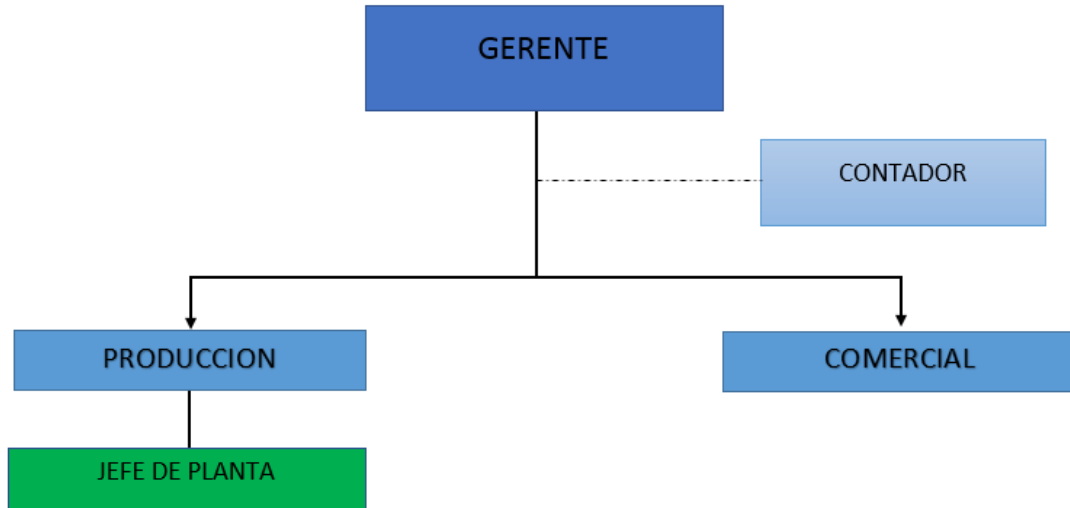 GERENTE
CONTADOR
PRODUCCION
COMERCIAL
JEFE DE PLANTA